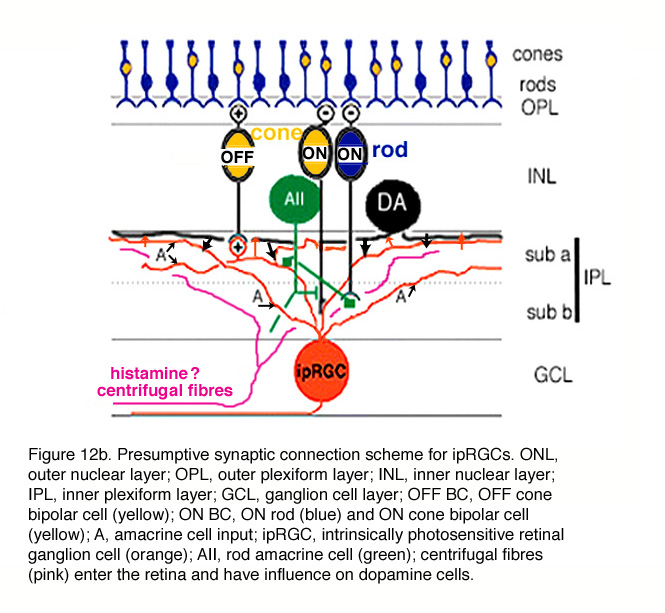 cones
rods
OPL
+
-
-
cone
OFF
ON
ON
rod
INL
AII
DA
+
A
sub a
IPL
A
A
sub b
ipRGC
GCL
histamine?
centrifugal fibres
Figure 12b. Presumptive synaptic connection scheme for ipRGCs. ONL,
outer nuclear layer; OPL, outer plexiform layer; INL, inner nuclear layer;
IPL, inner plexiform layer; GCL, ganglion cell layer; OFF BC, OFF cone
bipolar cell (yellow); ON BC, ON rod (blue) and ON cone bipolar cell
(yellow); A, amacrine cell input; ipRGC, intrinsically photosensitive retinal
ganglion cell (orange); AII, rod amacrine cell (green); centrifugal fibres
(pink) enter the retina and have influence on dopamine cells.